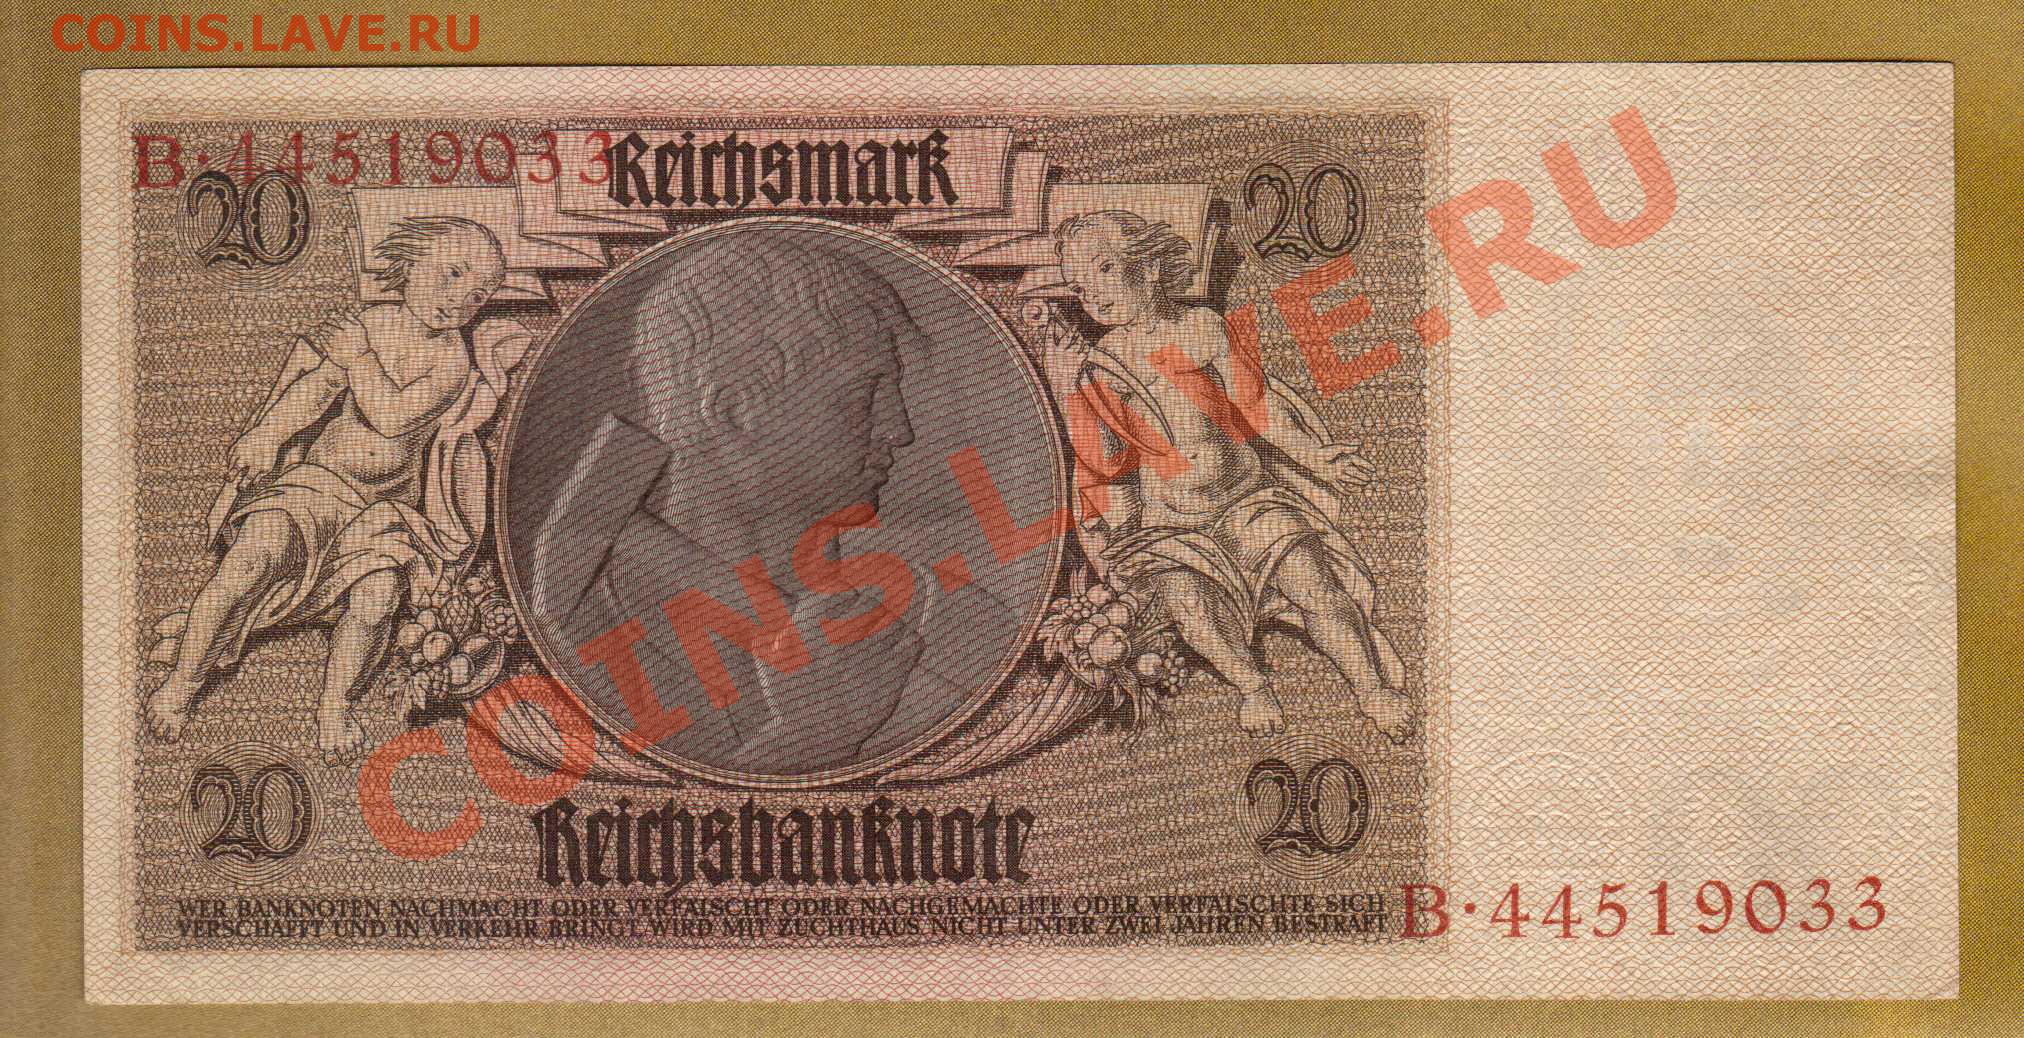 COINS.LAVE.RU
B·44519033
Reichsmark
20
20
COINS.LAVE.RU
20
20
Reichsbanknote
WER BANKNOTEN NACHMACHT ODER VERFÄLSCHT ODER NACHGEMACHTE ODER VERFÄLSCHTE SICH
VERSCHAFFT UND IN VERKEHR BRINGT, WIRD MIT ZUCHTHAUS NICHT UNTER ZWEI JAHREN BESTRAFT
B·44519033